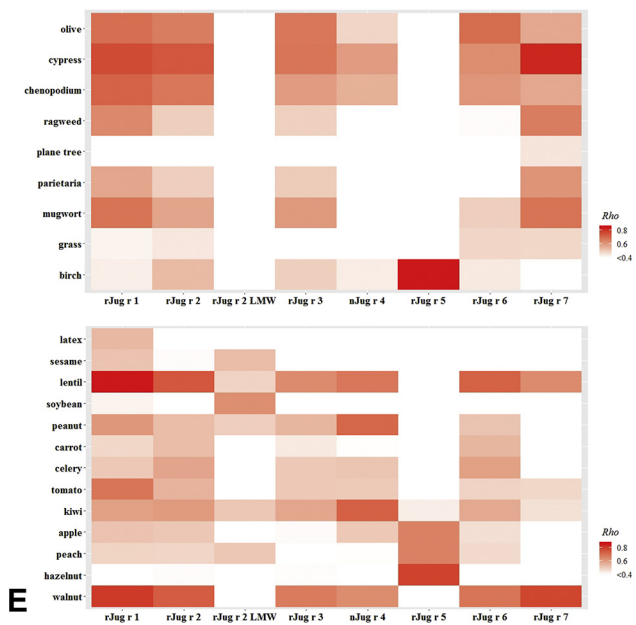 olive
cypress
chenopodium
ragweed
plane tree
parietaria
mugwort
grass
birch
Rho
0.8
0.6
<0.4
rJug r 1 rJug r 2 rJug r 2 LMW rJug r 3 nJug r 4 rJug r 5 rJug r 6 rJug r 7
latex
sesame
lentil
soybean
peanut
carrot
celery
tomato
kiwi
apple
peach
hazelnut
walnut
Rho
0.8
0.6
<0.4
rJug r 1 rJug r 2 rJug r 2 LMW rJug r 3 nJug r 4 rJug r 5 rJug r 6 rJug r 7
E